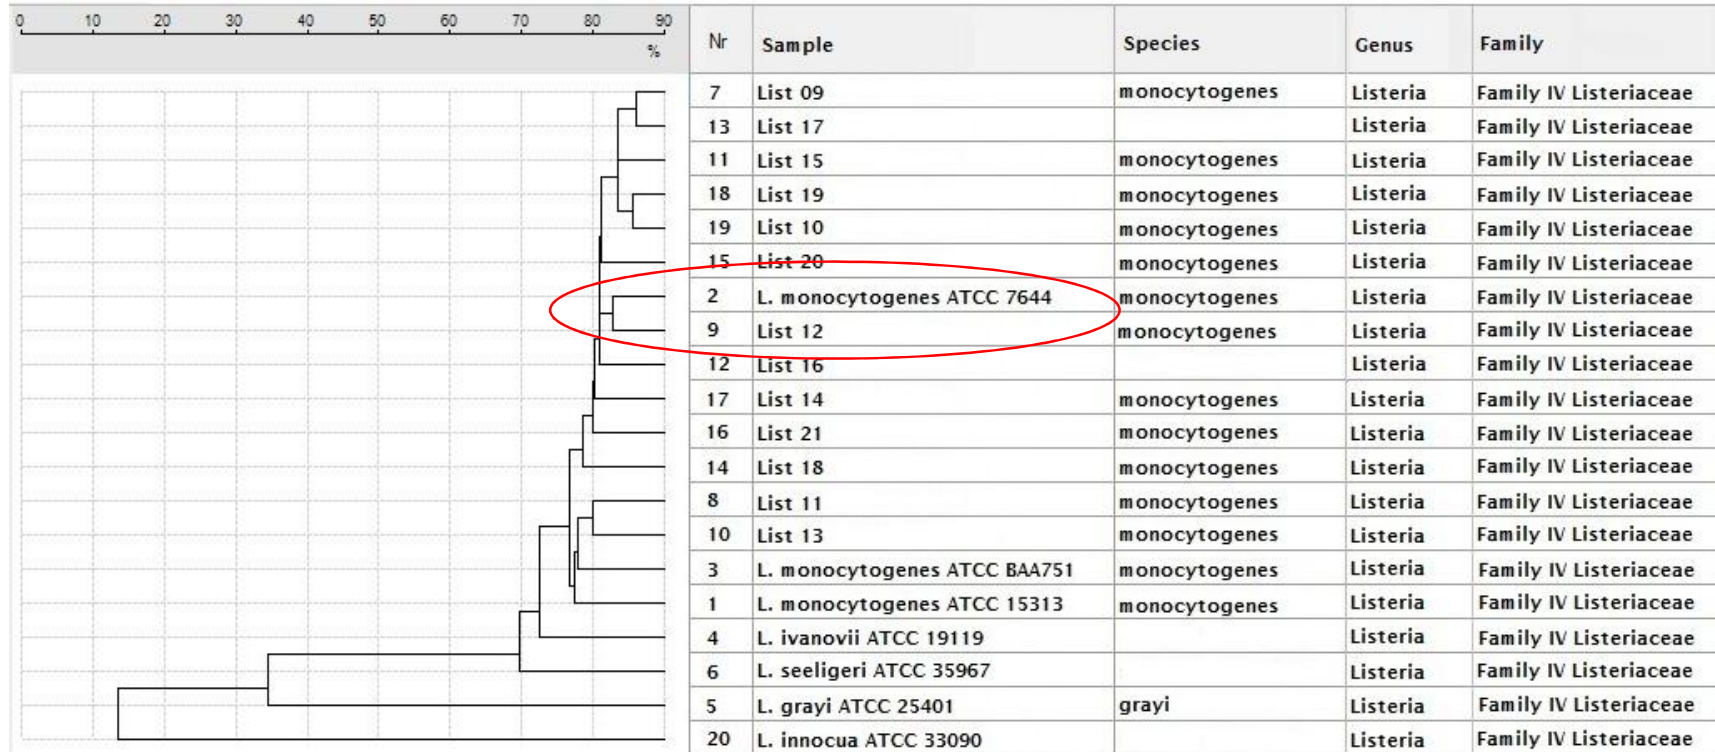 0 10 20 30 40 50 60 70 80 90
%
Nr Sample Species Genus Family
7 List 09 monocytogenes Listeria Family IV Listeriaceae
13 List 17 Listeria Family IV Listeriaceae
11 List 15 monocytogenes Listeria Family IV Listeriaceae
18 List 19 monocytogenes Listeria Family IV Listeriaceae
19 List 10 monocytogenes Listeria Family IV Listeriaceae
15 List 20 monocytogenes Listeria Family IV Listeriaceae
2 L. monocytogenes ATCC 7644 monocytogenes Listeria Family IV Listeriaceae
9 List 12 monocytogenes Listeria Family IV Listeriaceae
12 List 16 Listeria Family IV Listeriaceae
17 List 14 monocytogenes Listeria Family IV Listeriaceae
16 List 21 monocytogenes Listeria Family IV Listeriaceae
14 List 18 monocytogenes Listeria Family IV Listeriaceae
8 List 11 monocytogenes Listeria Family IV Listeriaceae
10 List 13 monocytogenes Listeria Family IV Listeriaceae
3 L. monocytogenes ATCC BAA751 monocytogenes Listeria Family IV Listeriaceae
1 L. monocytogenes ATCC 15313 monocytogenes Listeria Family IV Listeriaceae
4 L. ivanovii ATCC 19119 Listeria Family IV Listeriaceae
6 L. seeligeri ATCC 35967 Listeria Family IV Listeriaceae
5 L. grayi ATCC 25401 grayi Listeria Family IV Listeriaceae
20 L. innocua ATCC 33090 Listeria Family IV Listeriaceae